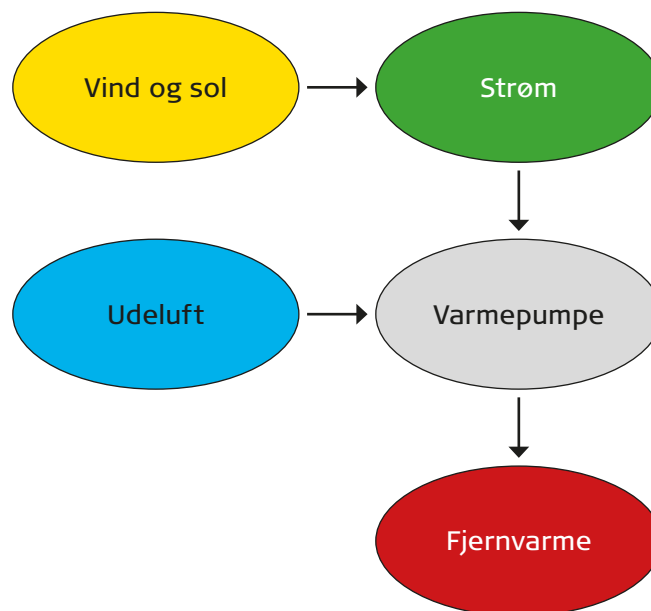 Vind og sol
Strøm
Udeluft
Varmepumpe
Fjernvarme